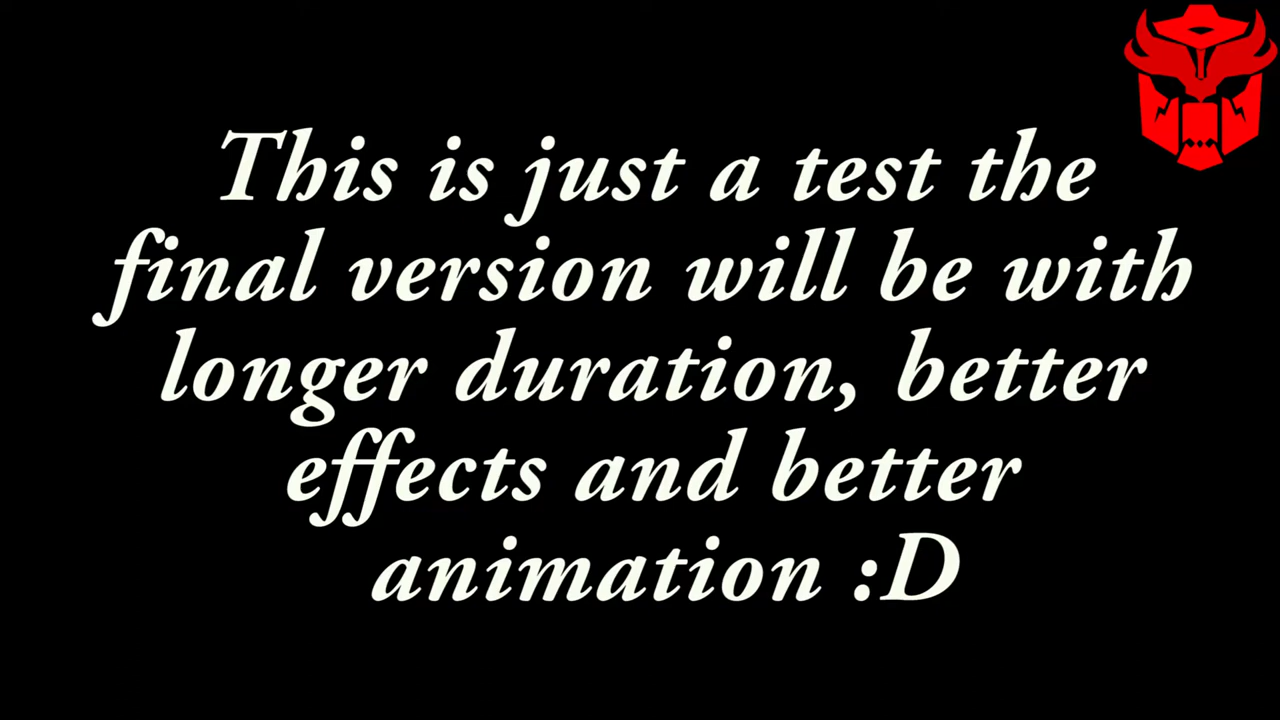 This is just a test the
final version will be with
longer duration, better
effects and better
animation :D